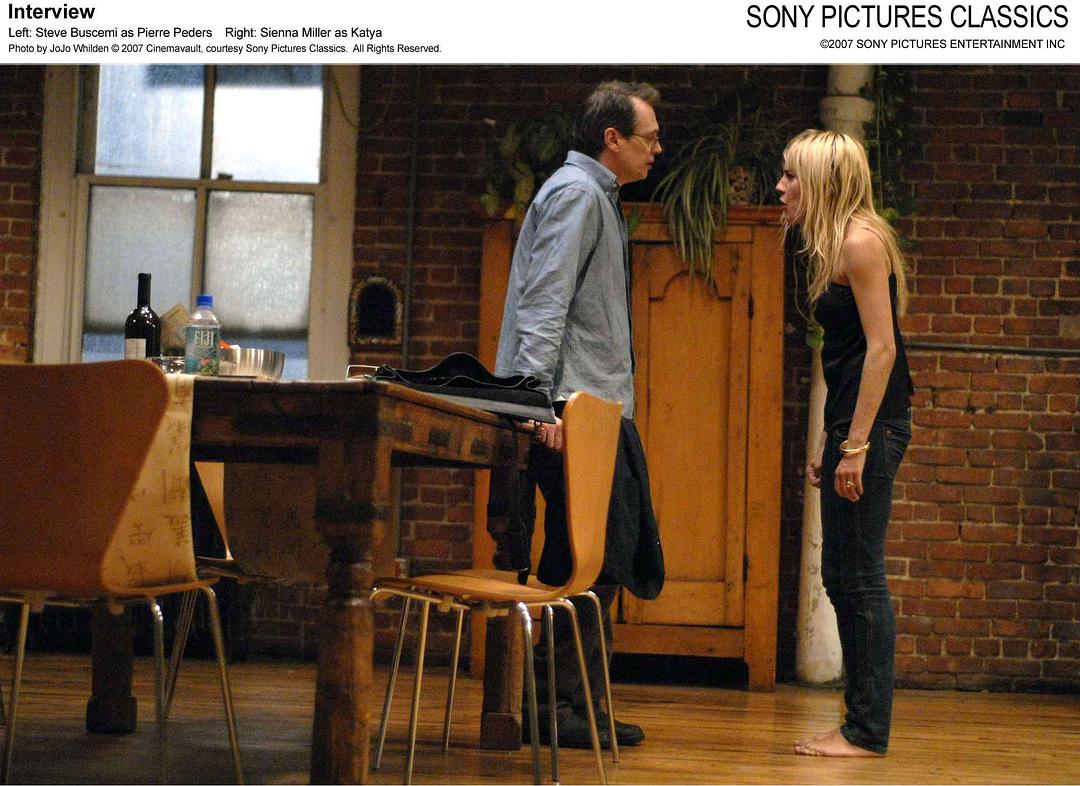 Interview
SONY PICTURES CLASSICS
Left: Steve Buscemi as Pierre Peders Right: Sienna Miller as Katya
©2007 SONY PICTURES ENTERTAINMENT INC
Photo by JoJo Whilden © 2007 Cinemavault, courtesy Sony Pictures Classics. All Rights Reserved.
FIJI